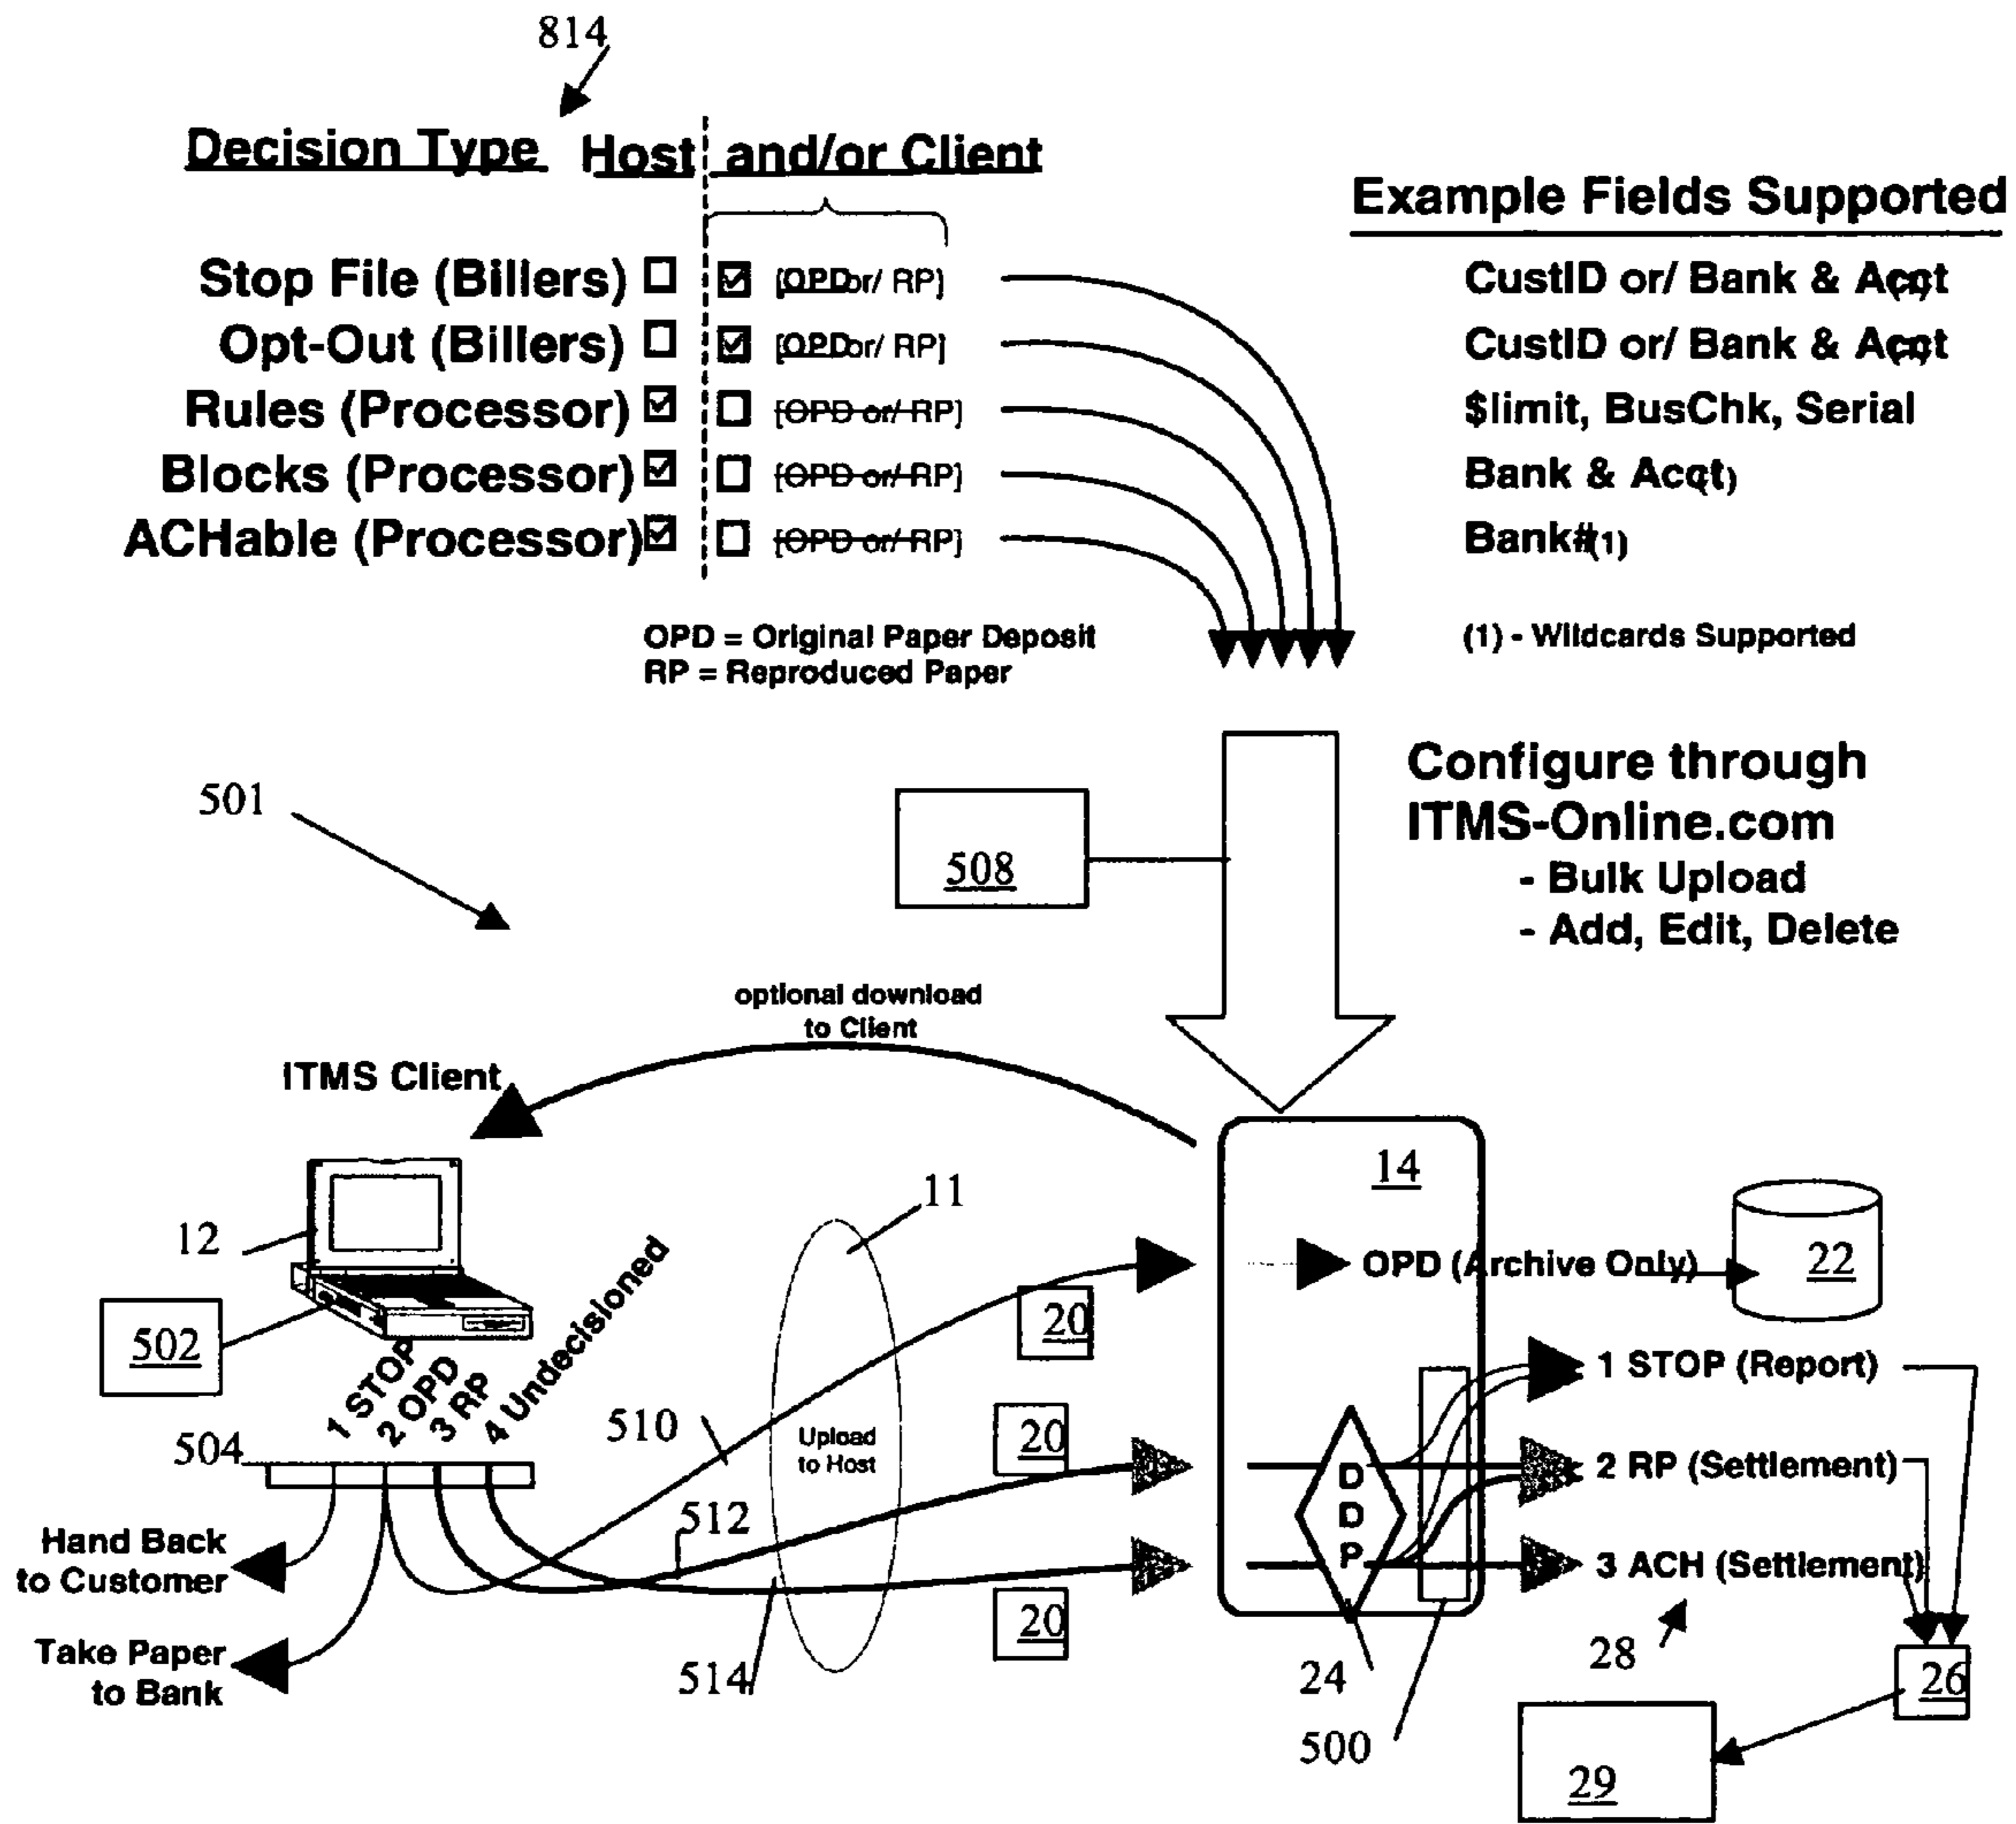 814
Decision Type Host and/or Client
Example Fields Supported
Stop File (Billers) [OPD or/ RP] CustID or/ Bank & Acct
Opt-Out (Billers) [OPD or/ RP] CustID or/ Bank & Acct
Rules (Processor) [OPD or/ RP] $limit, BusChk, Serial
Blocks (Processor) [OPD or/ RP] Bank & Acct
ACHable (Processor) [OPD or/ RP] Bank#(1)
OPD = Original Paper Deposit
RP = Reproduced Paper
(1) - Wildcards Supported
Configure through
ITMS-Online.com
- Bulk Upload
- Add, Edit, Delete
501
508
optional download
to Client
ITMS Client
14
11
12
OPD (Archive Only)
22
502
20
1 STOP
2 OPD
3 RP
4 Undecisioned
1 STOP (Report)
504
510
Upload
to Host
20
DDP
2 RP (Settlement)
512
Hand Back
to Customer
3 ACH (Settlement)
20
514
Take Paper
to Bank
24
28
26
500
29